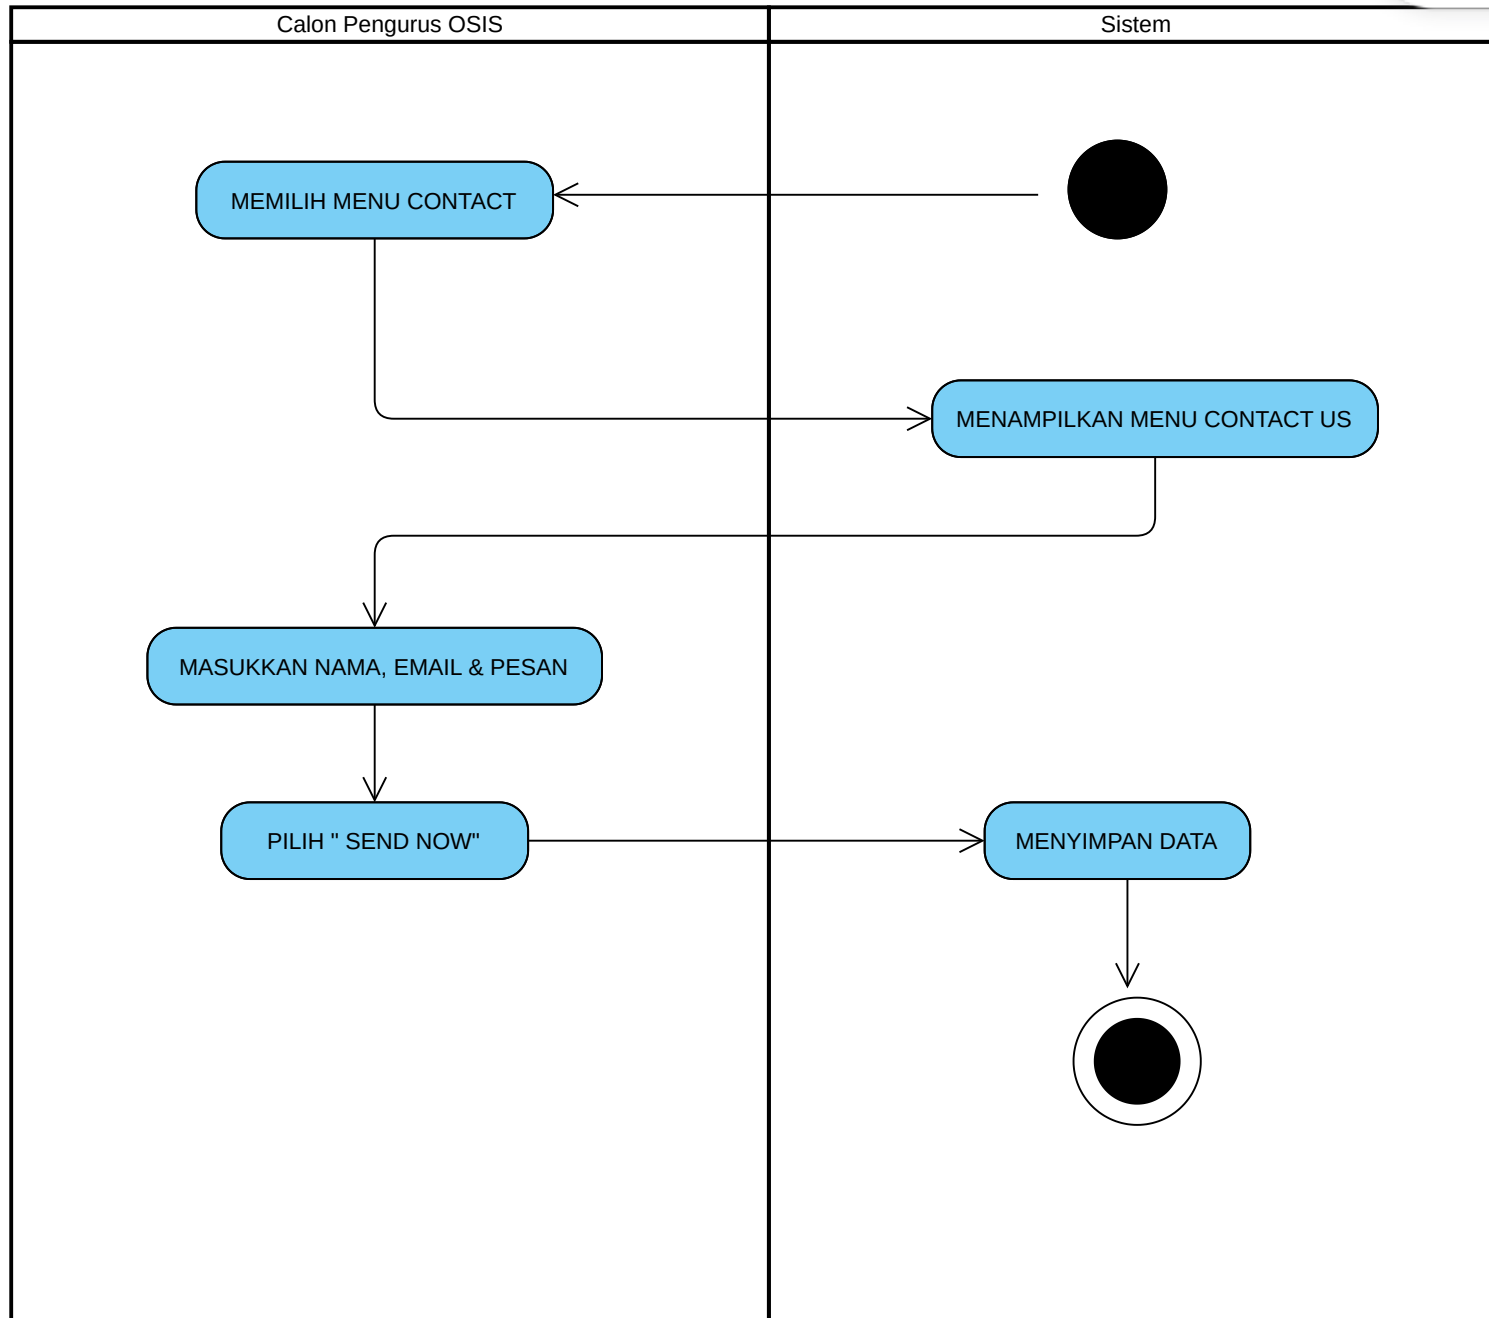 Calon Pengurus OSIS
Sistem
MEMILIH MENU CONTACT
MENAMPILKAN MENU CONTACT US
MASUKKAN NAMA, EMAIL & PESAN
PILIH " SEND NOW"
MENYIMPAN DATA